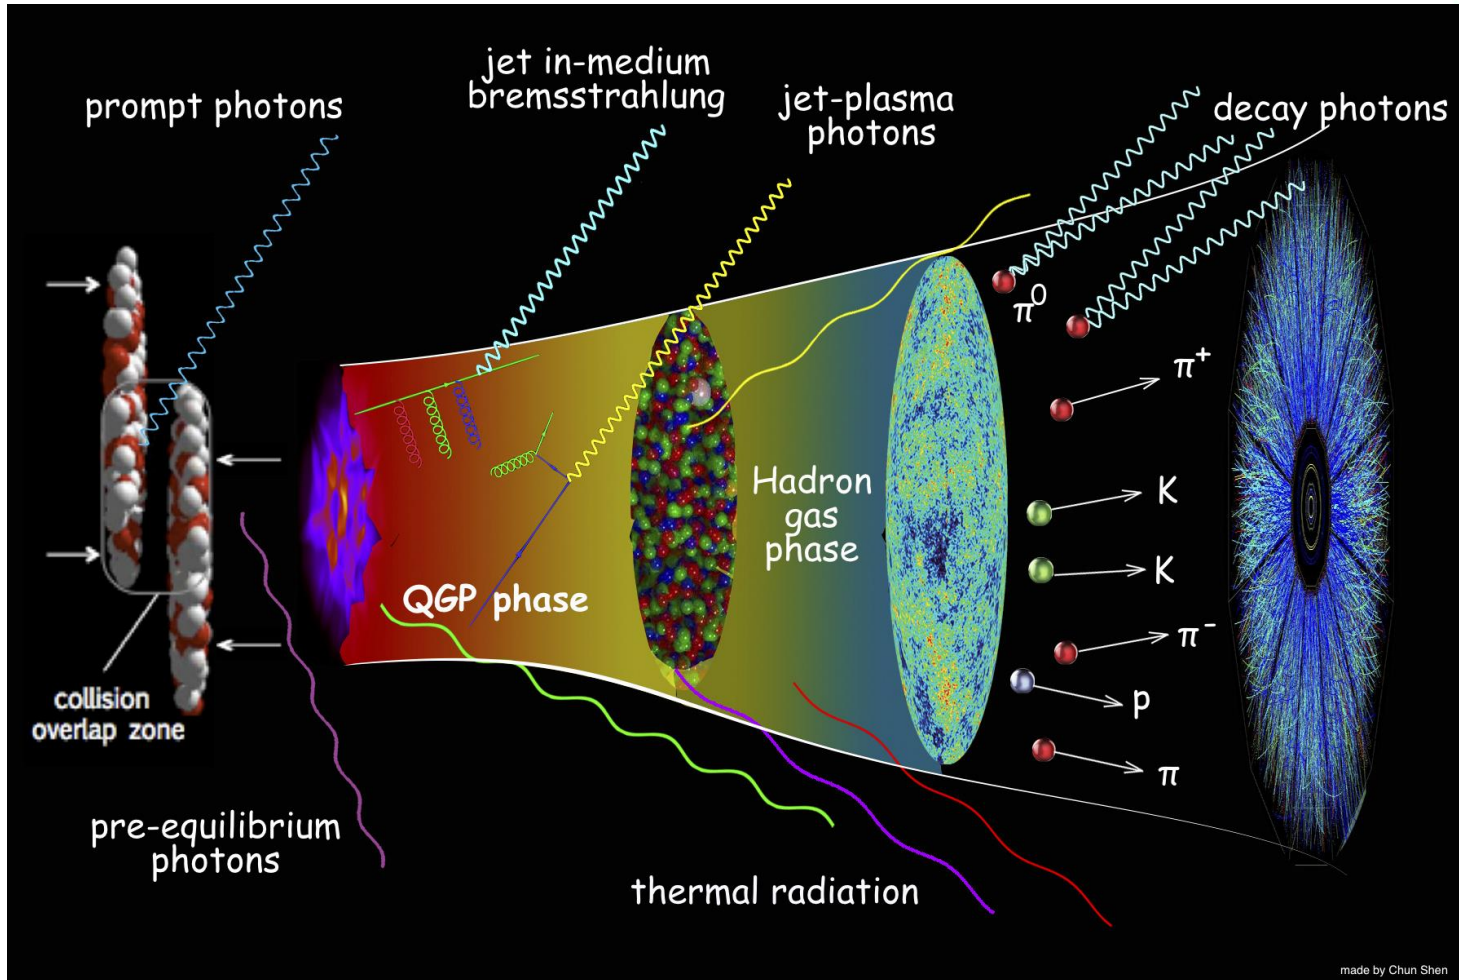 jet in-medium
bremsstrahlung
prompt photons
jet-plasma
photons
decay photons
π⁰
π⁺
Hadron
gas
phase
K
K
QGP phase
π⁻
p
π
collision
overlap zone
pre-equilibrium
photons
thermal radiation
made by Chun Shen